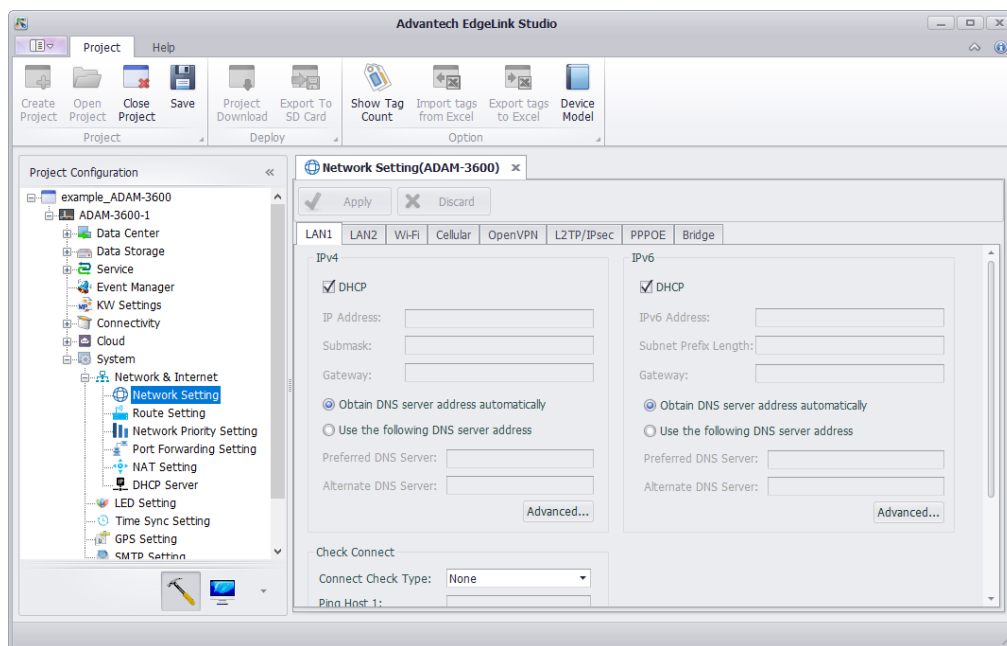 Advantech EdgeLink Studio
Project Help
Create Project
Open Project
Close Project
Save
Project Download
Export To SD Card
Show Tag Count
Import tags from Excel
Export tags to Excel
Device Model
Project Deploy Option
Project Configuration
example_ADAM-3600
ADAM-3600-1
Data Center
Data Storage
Service
Event Manager
KW Settings
Connectivity
Cloud
System
Network & Internet
Network Setting
Route Setting
Network Priority Setting
Port Forwarding Setting
NAT Setting
DHCP Server
LED Setting
Time Sync Setting
GPS Setting
SMTP Setting
Network Setting(ADAM-3600)
Apply Discard
LAN1 LAN2 Wi-Fi Cellular OpenVPN L2TP/IPsec PPPOE Bridge
IPv4
DHCP
IP Address:
Submask:
Gateway:
Obtain DNS server address automatically
Use the following DNS server address
Preferred DNS Server:
Alternate DNS Server:
Advanced...
IPv6
DHCP
IPv6 Address:
Subnet Prefix Length:
Gateway:
Obtain DNS server address automatically
Use the following DNS server address
Preferred DNS Server:
Alternate DNS Server:
Advanced...
Check Connect
Connect Check Type: None
Ping Host 1: